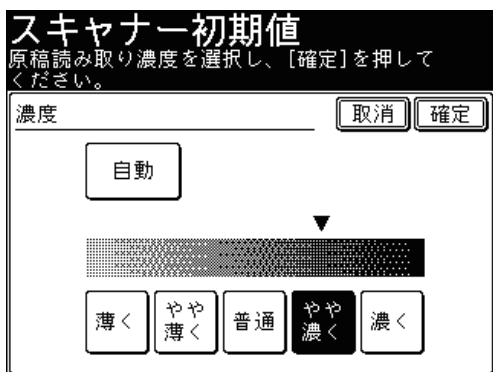 スキャナー初期値
原稿読み取り濃度を選択し、[確定]を押して
ください。
濃度 取消 確定
自動
薄く やや薄く 普通 やや濃く 濃く